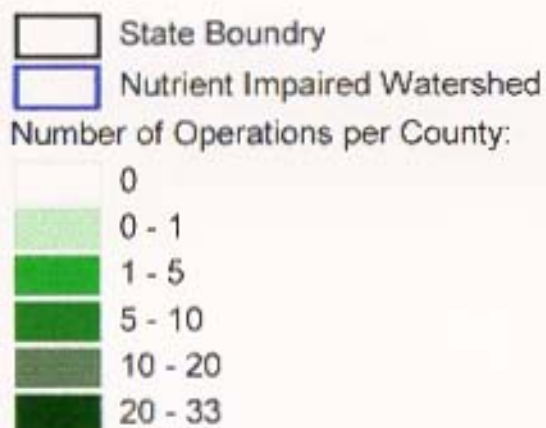 State Boundry
Nutrient Impaired Watershed
Number of Operations per County:
0
0 - 1
1 - 5
5 - 10
10 - 20
20 - 33